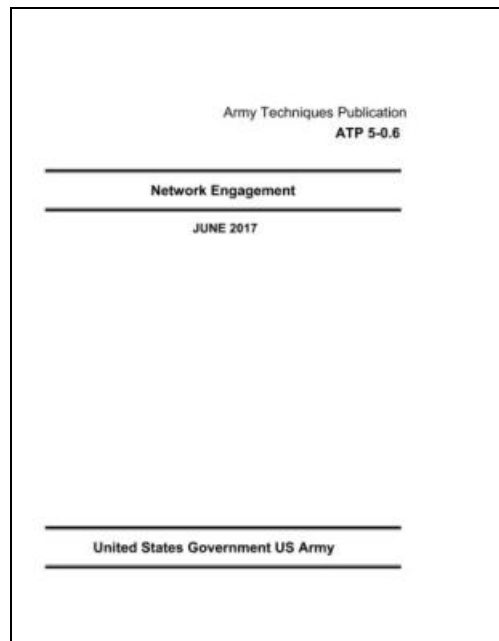 Army Techniques Publication
ATP 5-0.6
Network Engagement
JUNE 2017
United States Government US Army